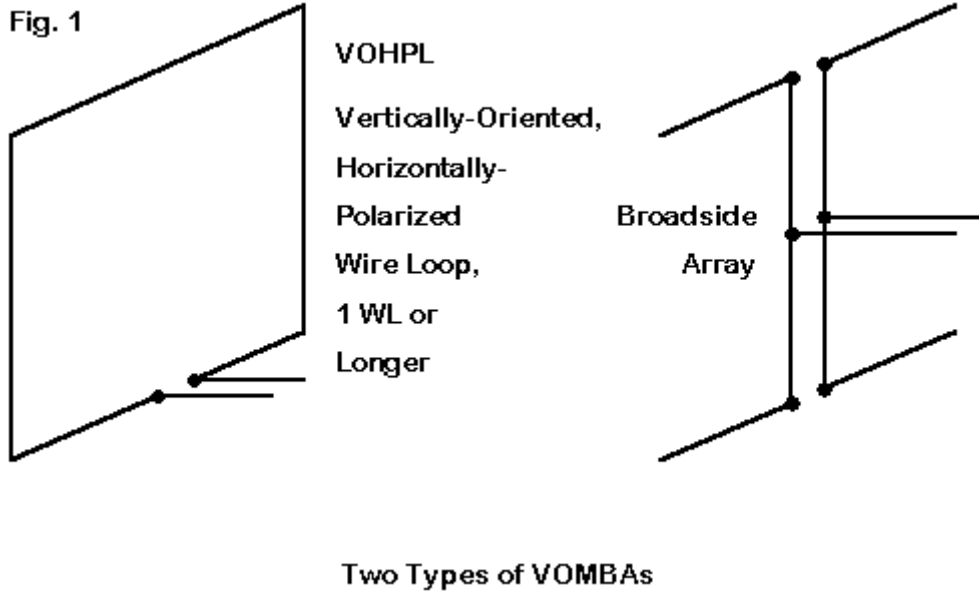 Fig. 1
VOHPL
Vertically-Oriented,
Horizontally-
Polarized
Wire Loop,
1 WL or
Longer
Broadside
Array
Two Types of VOMBAs